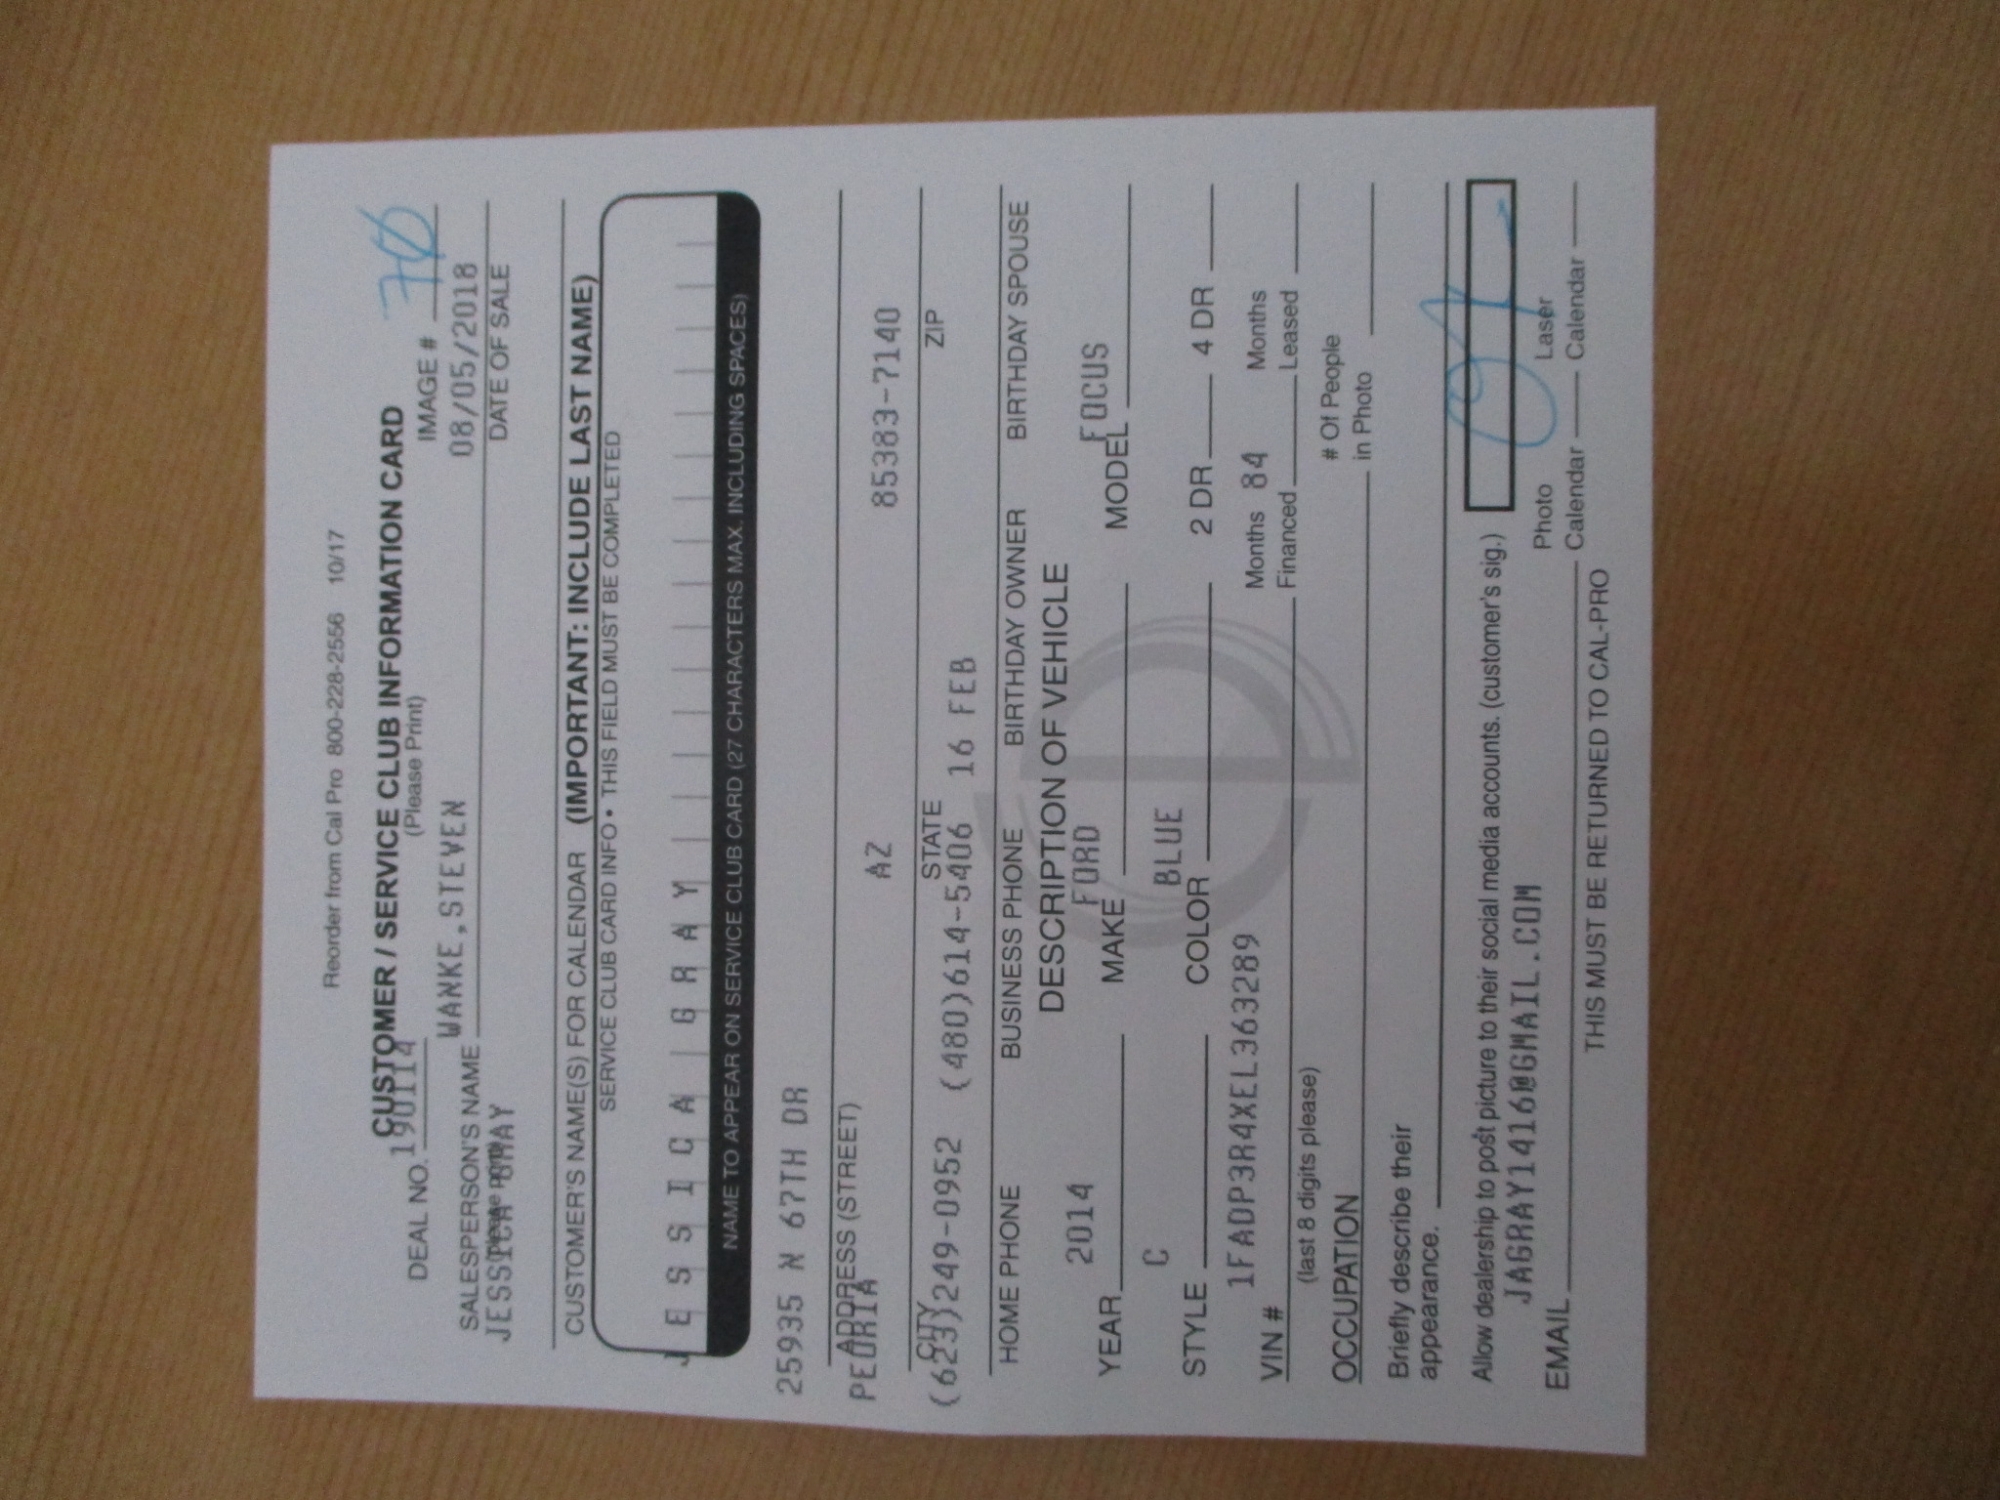 Reorder from Cal Pro 800-228-2556 10/17
CUSTOMER / SERVICE CLUB INFORMATION CARD
(Please Print)
DEAL NO. 190114
IMAGE #
SALESPERSON'S NAME WANKE,STEVEN
08/05/2018
DATE OF SALE
JESSICA GRAY
CUSTOMER'S NAME(S) FOR CALENDAR (IMPORTANT: INCLUDE LAST NAME)
SERVICE CLUB CARD INFO • THIS FIELD MUST BE COMPLETED
J E S S I C A G R A Y
NAME TO APPEAR ON SERVICE CLUB CARD (27 CHARACTERS MAX. INCLUDING SPACES)
25935 N 67TH DR
ADDRESS (STREET)
PEORIA AZ 85383-7140
CITY STATE ZIP
(623)249-0952 (480)614-5406 16 FEB
HOME PHONE BUSINESS PHONE BIRTHDAY OWNER BIRTHDAY SPOUSE
DESCRIPTION OF VEHICLE
YEAR 2014 MAKE FORD MODEL FOCUS
STYLE C COLOR BLUE 2 DR 4 DR
VIN # 1FADP3R4XEL363289 Months Financed 84 Months Leased
(last 8 digits please)
OCCUPATION # Of People in Photo
Briefly describe their
appearance.
Allow dealership to post picture to their social media accounts. (customer's sig.)
EMAIL JAGRAY1416@GMAIL.COM Photo Calendar Laser Calendar
THIS MUST BE RETURNED TO CAL-PRO